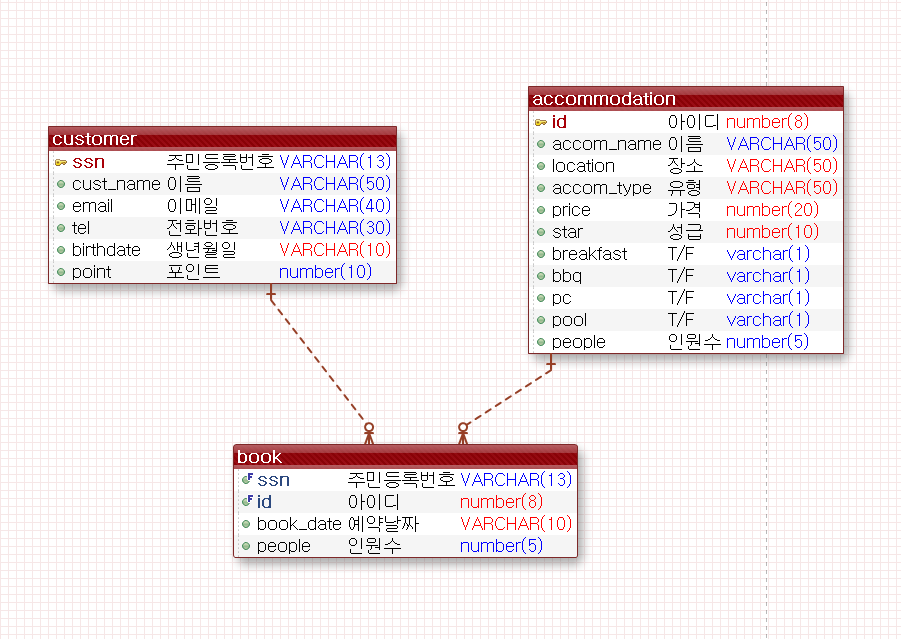 customer
ssn 주민등록번호 VARCHAR(13)
cust_name 이름 VARCHAR(50)
email 이메일 VARCHAR(40)
tel 전화번호 VARCHAR(30)
birthdate 생년월일 VARCHAR(10)
point 포인트 number(10)
accommodation
id 아이디 number(8)
accom_name 이름 VARCHAR(50)
location 장소 VARCHAR(50)
accom_type 유형 VARCHAR(50)
price 가격 number(20)
star 성급 number(10)
breakfast T/F varchar(1)
bbq T/F varchar(1)
pc T/F varchar(1)
pool T/F varchar(1)
people 인원수 number(5)
book
ssn 주민등록번호 VARCHAR(13)
id 아이디 number(8)
book_date 예약날짜 VARCHAR(10)
people 인원수 number(5)